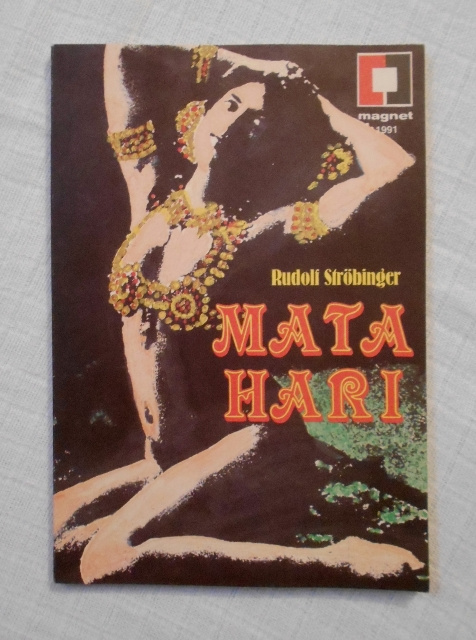 magnet
1991
Rudolf Ströbinger
MATA
HARI